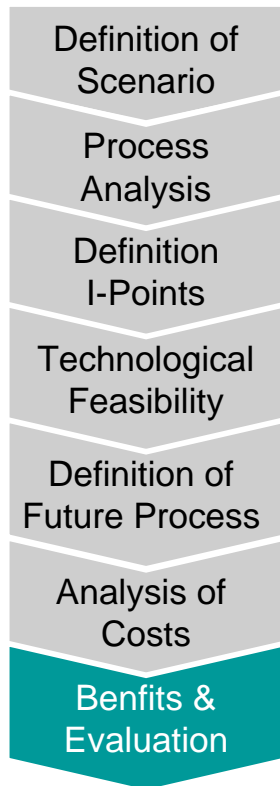 Definition of
Scenario
Process
Analysis
Definition
I-Points
Technological
Feasibility
Definition of
Future Process
Analysis of
Costs
Benfits &
Evaluation